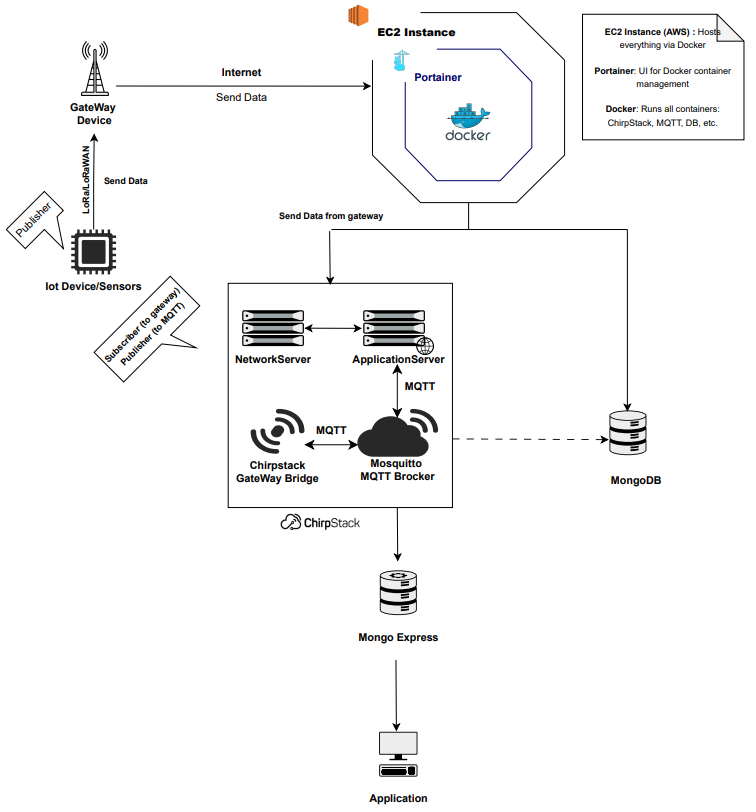 EC2 Instance
Portainer
docker
EC2 Instance (AWS) : Hosts
everything via Docker
Portainer: UI for Docker container
management
Docker: Runs all containers:
ChirpStack, MQTT, DB, etc.
Internet
Send Data
GateWay
Device
LoRa/LoRaWAN
Send Data
Publisher
Iot Device/Sensors
Send Data from gateway
Subscriber (to gateway)
Publisher (to MQTT)
NetworkServer
ApplicationServer
MQTT
MQTT
Chirpstack
GateWay Bridge
Mosquitto
MQTT Brocker
MongoDB
ChirpStack
Mongo Express
Application